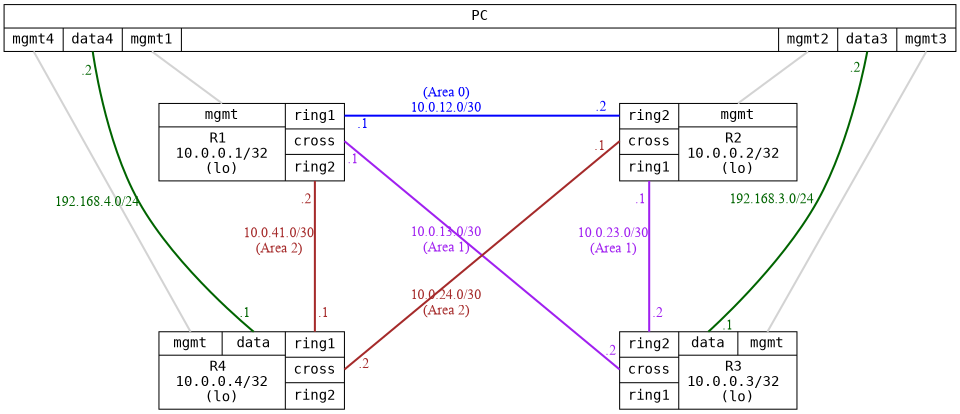 PC
mgmt4 data4 mgmt1 mgmt2 data3 mgmt3
.2 .2
(Area 0)
10.0.12.0/30
.1 .2
mgmt ring1
R1 cross
10.0.0.1/32
(lo) ring2
ring2 mgmt
cross R2
10.0.0.2/32
ring1 (lo)
.1 .1
192.168.4.0/24 192.168.3.0/24
.2 .1
10.0.41.0/30 10.0.13.0/30 10.0.23.0/30
(Area 2) (Area 1) (Area 1)
10.0.24.0/30
(Area 2)
.1 .1 .2 .1
.2 .2
mgmt data ring1
R4 cross
10.0.0.4/32
(lo) ring2
ring2 data mgmt
cross R3
10.0.0.3/32
ring1 (lo)